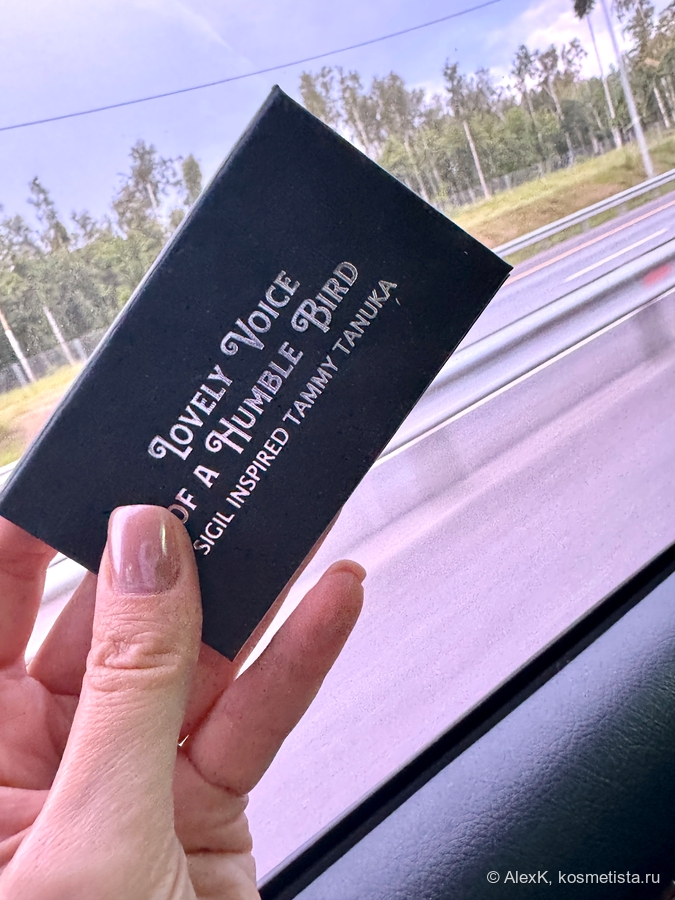 Lovely Voice
of a Humble Bird
SIGIL INSPIRED TAMMY TANUKA
© AlexK, kosmetista.ru